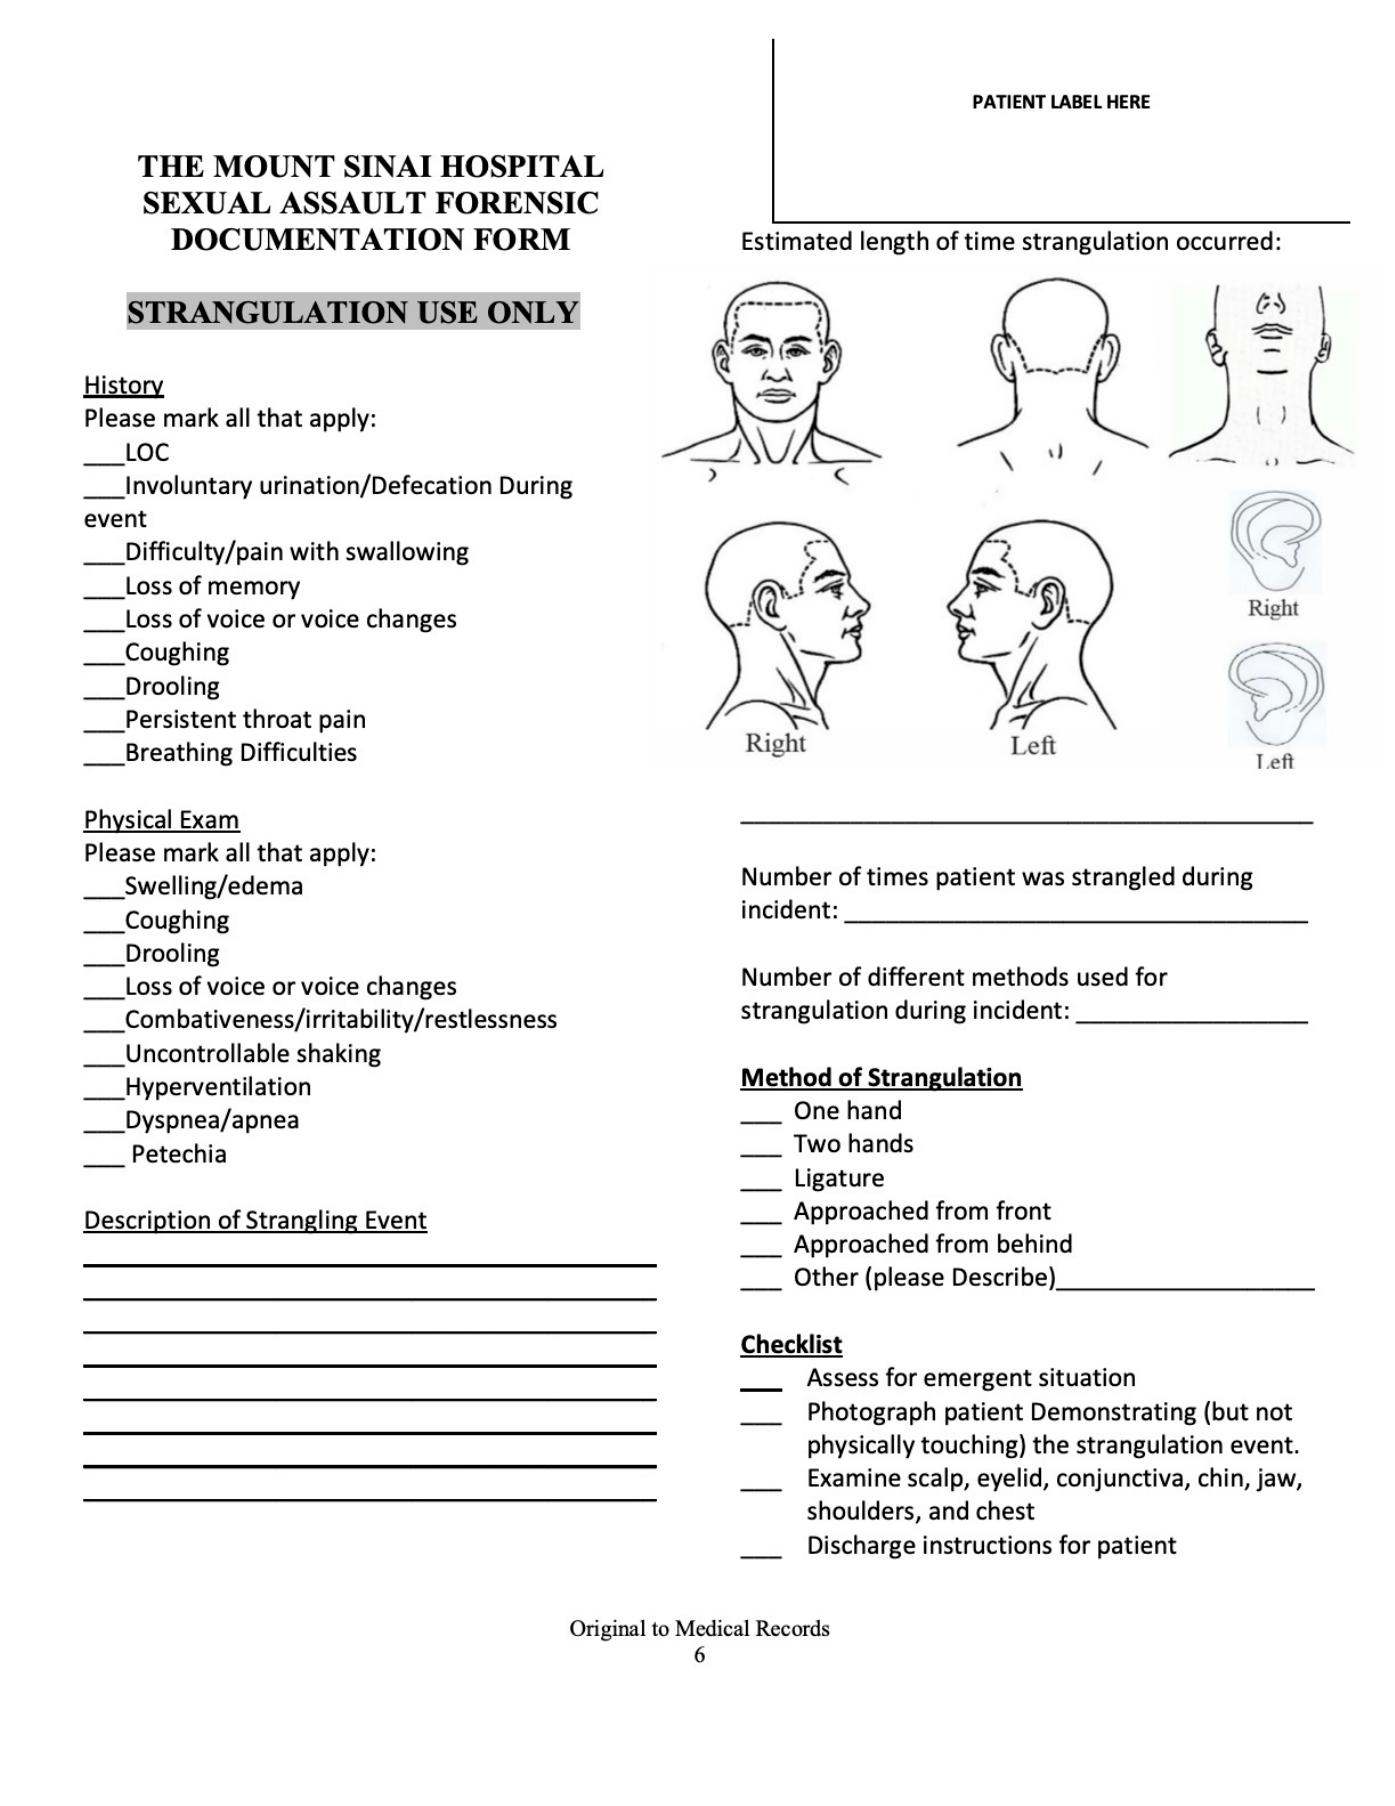 PATIENT LABEL HERE
THE MOUNT SINAI HOSPITAL
SEXUAL ASSAULT FORENSIC
DOCUMENTATION FORM
STRANGULATION USE ONLY
History
Please mark all that apply:
___LOC
___Involuntary urination/Defecation During
event
___Difficulty/pain with swallowing
___Loss of memory
___Loss of voice or voice changes
___Coughing
___Drooling
___Persistent throat pain
___Breathing Difficulties
Physical Exam
Please mark all that apply:
___Swelling/edema
___Coughing
___Drooling
___Loss of voice or voice changes
___Combativeness/irritability/restlessness
___Uncontrollable shaking
___Hyperventilation
___Dyspnea/apnea
___ Petechia
Description of Strangling Event
Estimated length of time strangulation occurred:
Right
Left
Right
Left
Number of times patient was strangled during
incident: ___
Number of different methods used for
strangulation during incident: ___
Method of Strangulation
___ One hand
___ Two hands
___ Ligature
___ Approached from front
___ Approached from behind
___ Other (please Describe)___
Checklist
___ Assess for emergent situation
___ Photograph patient Demonstrating (but not
physically touching) the strangulation event.
___ Examine scalp, eyelid, conjunctiva, chin, jaw,
shoulders, and chest
___ Discharge instructions for patient
Original to Medical Records
6